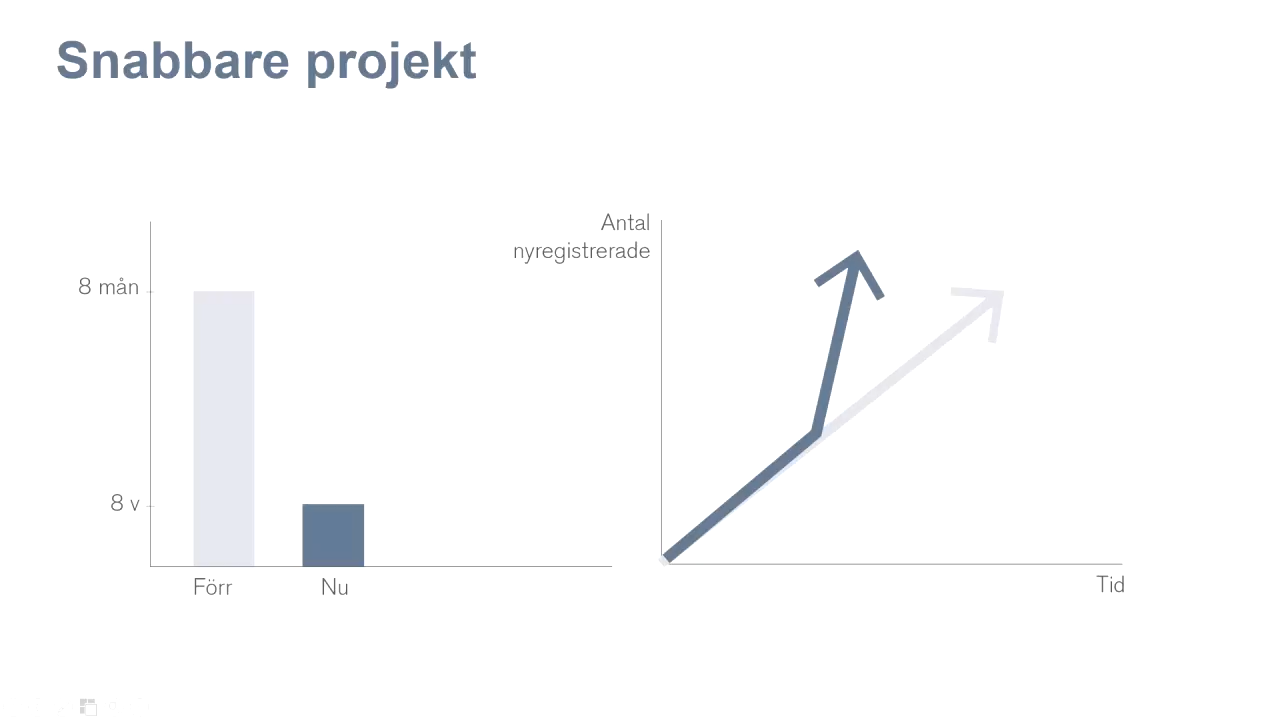 Snabbare projekt
8 mån
8 v
Förr
Nu
Antal
nyregistrerade
Tid